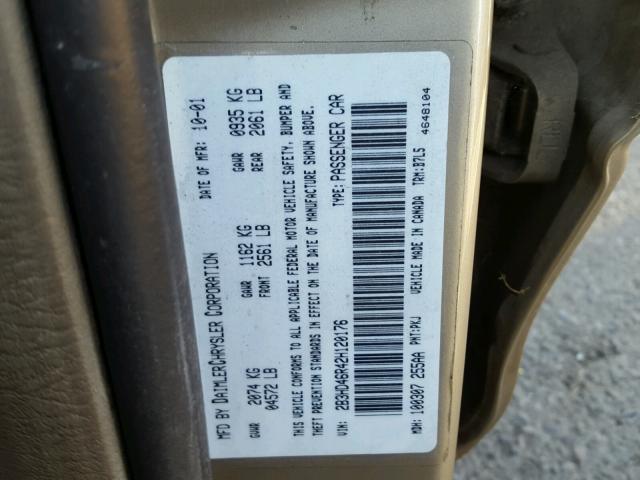 MFD BY DAIMLERCHRYSLER CORPORATION DATE OF MFR: 10-01
GVWR 2074 KG GAWR 1162 KG GAWR 0935 KG
04572 LB FRONT 2561 LB REAR 2061 LB
THIS VEHICLE CONFORMS TO ALL APPLICABLE FEDERAL MOTOR VEHICLE SAFETY, BUMPER AND
THEFT PREVENTION STANDARDS IN EFFECT ON THE DATE OF MANUFACTURE SHOWN ABOVE.
VIN: 2B3HD46R42H120176 TYPE: PASSENGER CAR
MDH: 100307 255AA PNT:PKJ VEHICLE MADE IN CANADA TRM:B7L5
4648104